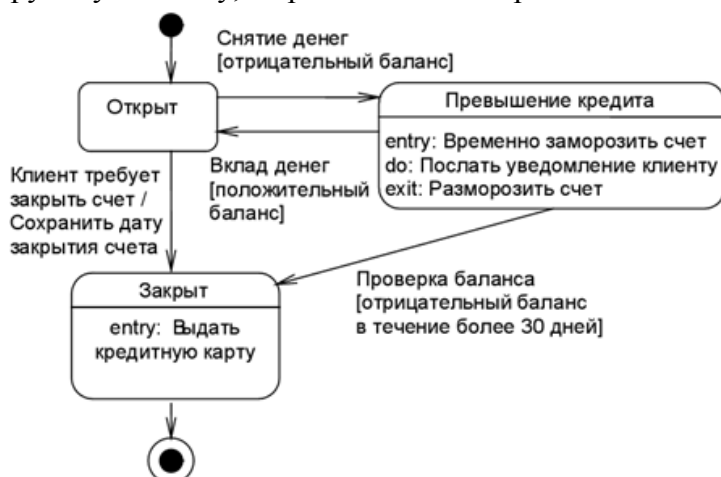 Снятие денег
[отрицательный баланс]
Открыт
Превышение кредита
entry: Временно заморозить счет
do: Послать уведомление клиенту
exit: Разморозить счет
Вклад денег
[положительный
баланс]
Клиент требует
закрыть счет /
Сохранить дату
закрытия счета
Проверка баланса
[отрицательный баланс
в течение более 30 дней]
Закрыт
entry: Выдать
кредитную карту